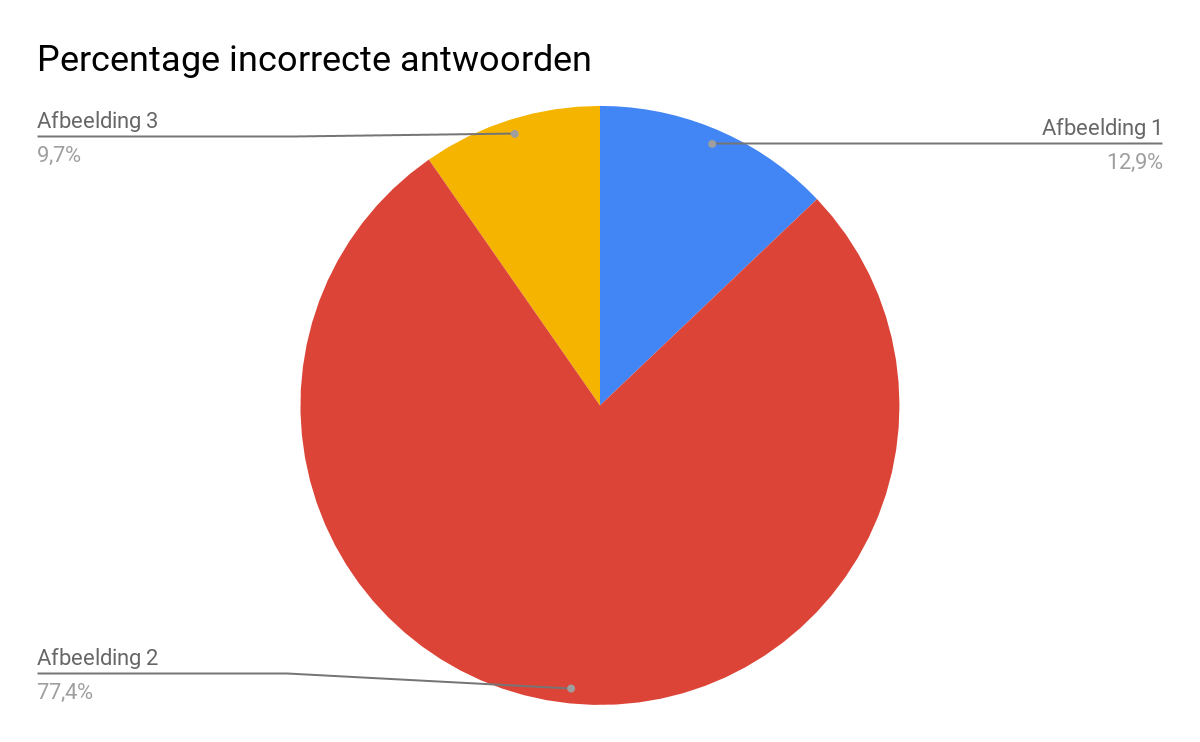 Percentage incorrecte antwoorden
Afbeelding 3
9,7%
Afbeelding 1
12,9%
Afbeelding 2
77,4%